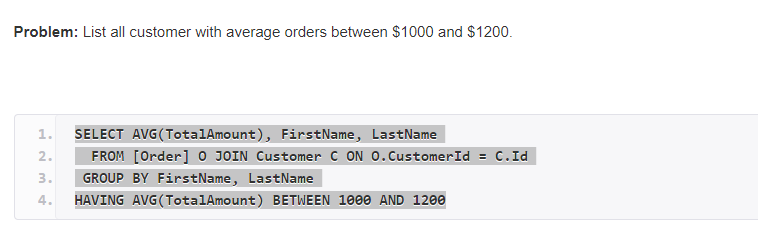 Problem: List all customer with average orders between $1000 and $1200.
1. SELECT AVG(TotalAmount), FirstName, LastName
2. FROM [Order] O JOIN Customer C ON O.CustomerId = C.Id
3. GROUP BY FirstName, LastName
4. HAVING AVG(TotalAmount) BETWEEN 1000 AND 1200